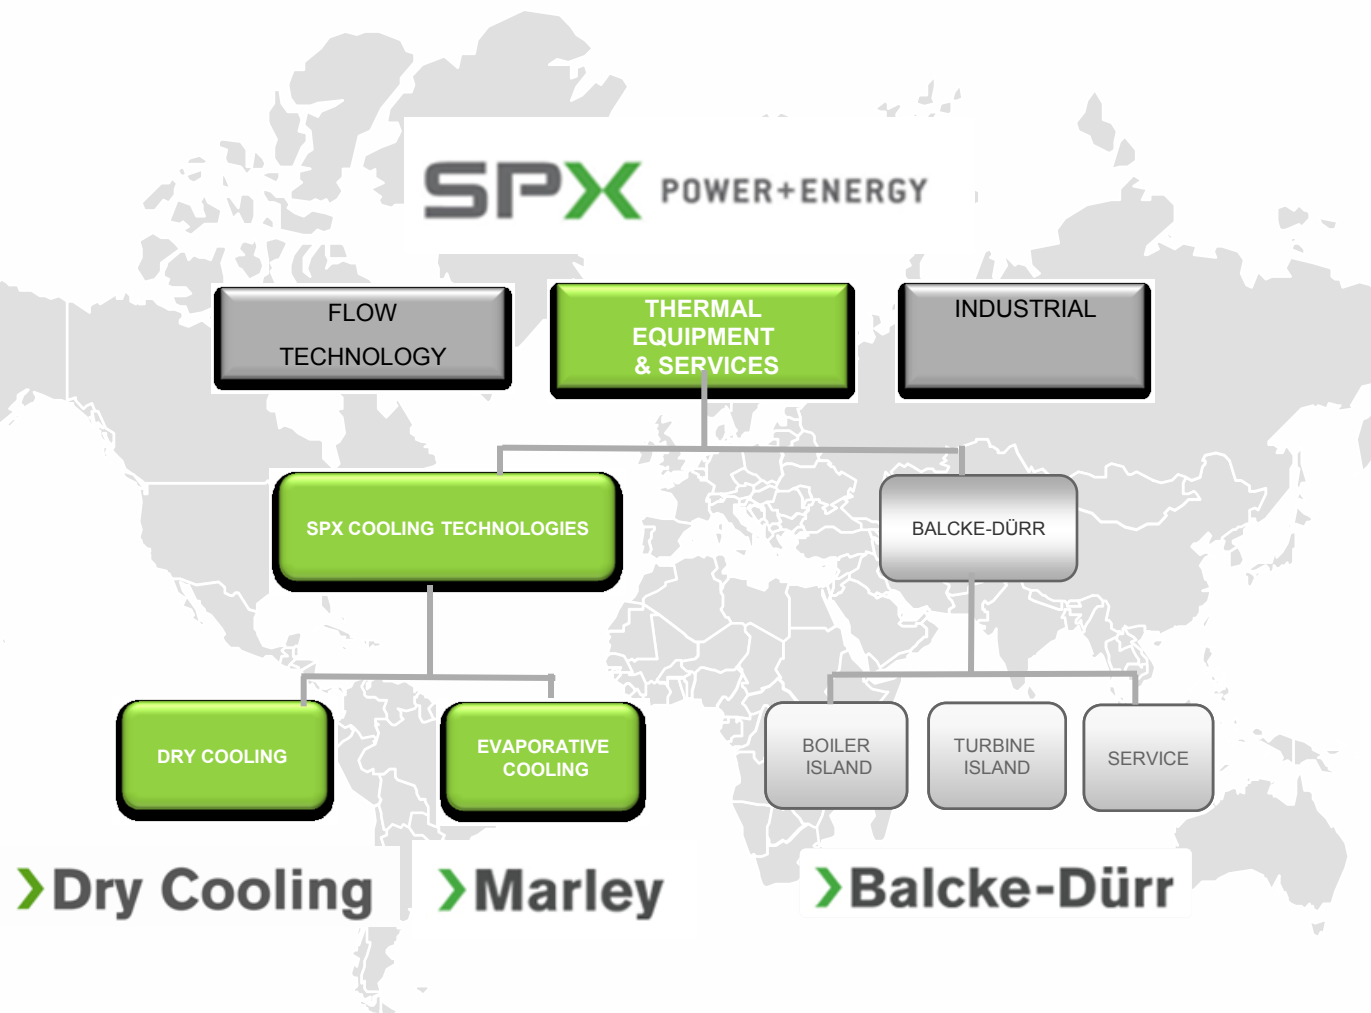 SPX POWER+ENERGY
FLOW
TECHNOLOGY
THERMAL
EQUIPMENT
& SERVICES
INDUSTRIAL
SPX COOLING TECHNOLOGIES
BALCKE-DÜRR
DRY COOLING
EVAPORATIVE
COOLING
BOILER
ISLAND
TURBINE
ISLAND
SERVICE
Dry Cooling
Marley
Balcke-Dürr